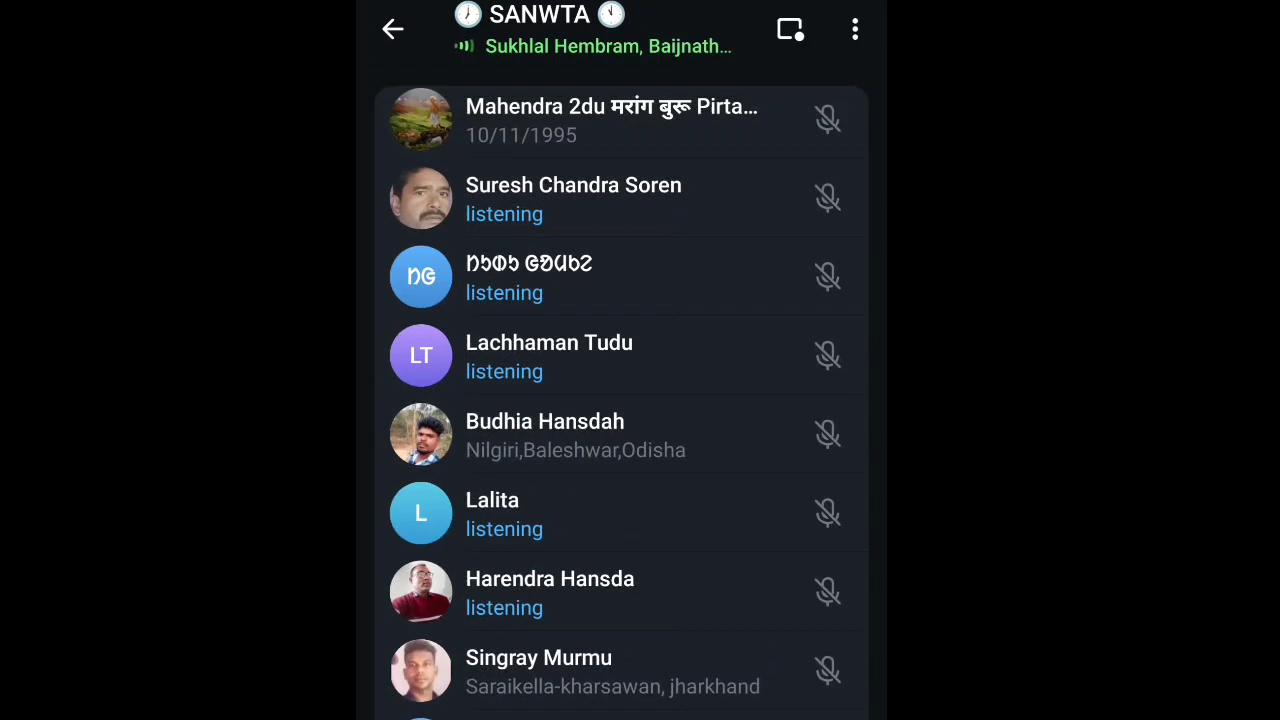 🕖 SANWTA 🕚
Sukhlal Hembram, Baijnath…
Mahendra 2du मरांग बुरू Pirta…
10/11/1995
Suresh Chandra Soren
listening
listening
LT
Lachhaman Tudu
listening
Budhia Hansdah
Nilgiri,Baleshwar,Odisha
L
Lalita
listening
Harendra Hansda
listening
Singray Murmu
Saraikella-kharsawan, jharkhand